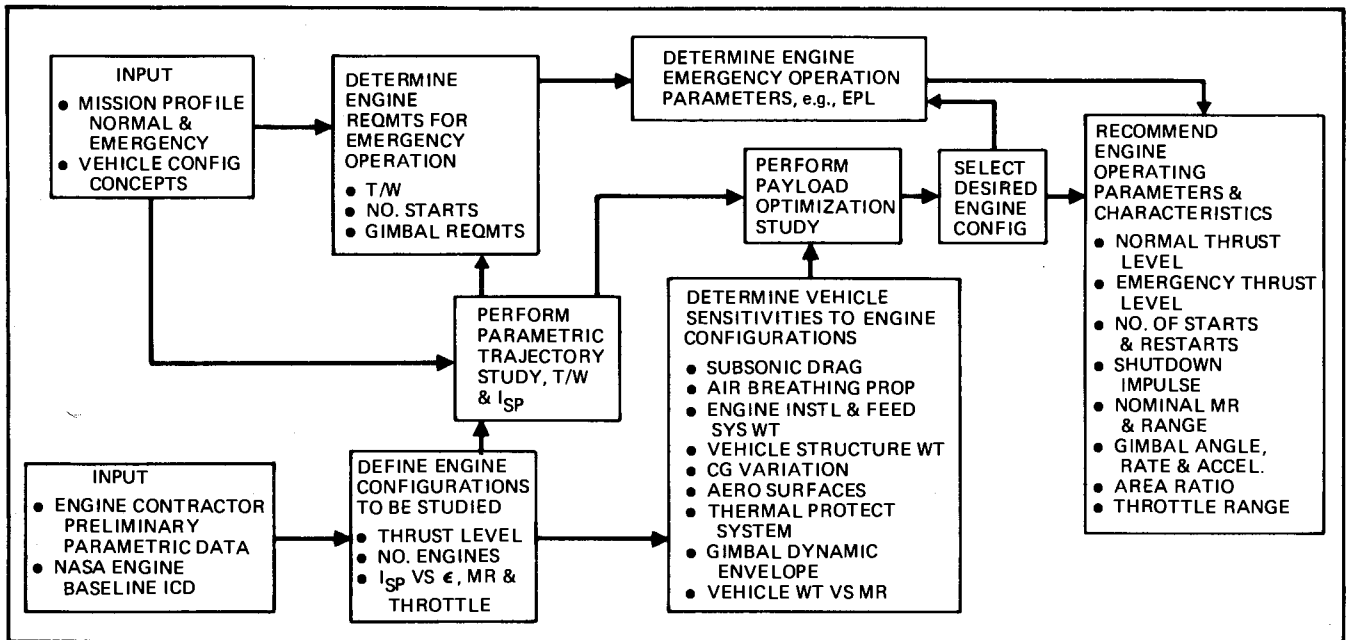 INPUT
● MISSION PROFILE
NORMAL &
EMERGENCY
● VEHICLE CONFIG
CONCEPTS
DETERMINE
ENGINE
REQMTS FOR
EMERGENCY
OPERATION
● T/W
● NO. STARTS
● GIMBAL REQMTS
DETERMINE ENGINE
EMERGENCY OPERATION
PARAMETERS, e.g., EPL
PERFORM
PAYLOAD
OPTIMIZATION
STUDY
SELECT
DESIRED
ENGINE
CONFIG
RECOMMEND
ENGINE
OPERATING
PARAMETERS &
CHARACTERISTICS
● NORMAL THRUST
LEVEL
● EMERGENCY THRUST
LEVEL
● NO. OF STARTS
& RESTARTS
● SHUTDOWN
IMPULSE
● NOMINAL MR
& RANGE
● GIMBAL ANGLE,
RATE & ACCEL.
● AREA RATIO
● THROTTLE RANGE
PERFORM
PARAMETRIC
TRAJECTORY
STUDY, T/W
& ISP
DETERMINE VEHICLE
SENSITIVITIES TO ENGINE
CONFIGURATIONS
● SUBSONIC DRAG
● AIR BREATHING PROP
● ENGINE INSTL & FEED
SYS WT
● VEHICLE STRUCTURE WT
● CG VARIATION
● AERO SURFACES
● THERMAL PROTECT
SYSTEM
● GIMBAL DYNAMIC
ENVELOPE
● VEHICLE WT VS MR
INPUT
● ENGINE CONTRACTOR
PRELIMINARY
PARAMETRIC DATA
● NASA ENGINE
BASELINE ICD
DEFINE ENGINE
CONFIGURATIONS
TO BE STUDIED
● THRUST LEVEL
● NO. ENGINES
● ISP VS ϵ, MR &
THROTTLE